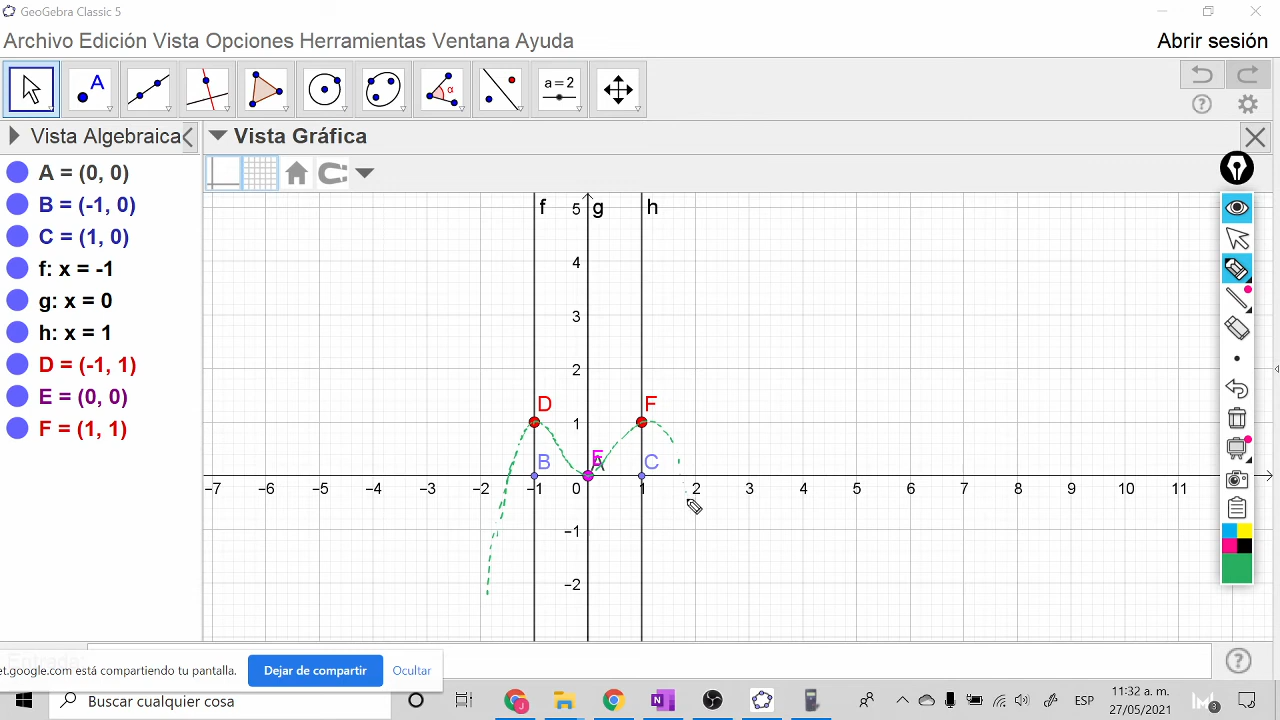 GeoGebra Classic 5
Archivo Edición Vista Opciones Herramientas Ventana Ayuda
Abrir sesión
A
α
a=2
Vista Algebraica
Vista Gráfica
A = (0, 0)
B = (-1, 0)
C = (1, 0)
f: x = -1
g: x = 0
h: x = 1
D = (-1, 1)
E = (0, 0)
F = (1, 1)
f
5
g
h
4
3
2
D
1
F
B
E
A
C
−7
−6
−5
−4
−3
−2
−1
0
1
2
3
4
5
6
7
8
9
10
11
−1
−2
et.google.com está compartiendo tu pantalla.
Dejar de compartir
Ocultar
Buscar cualquier cosa
ESP
11:32 a. m.
27/05/2021
3